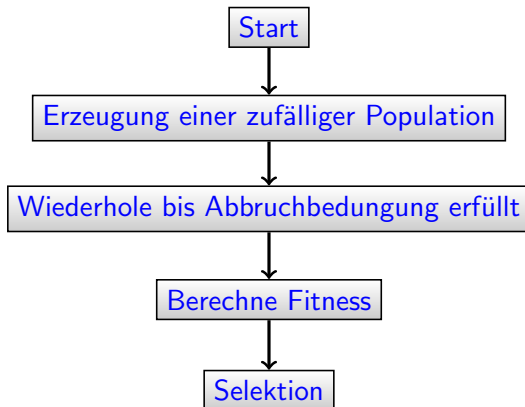 Start
Erzeugung einer zufälliger Population
Wiederhole bis Abbruchbedungung erfüllt
Berechne Fitness
Selektion